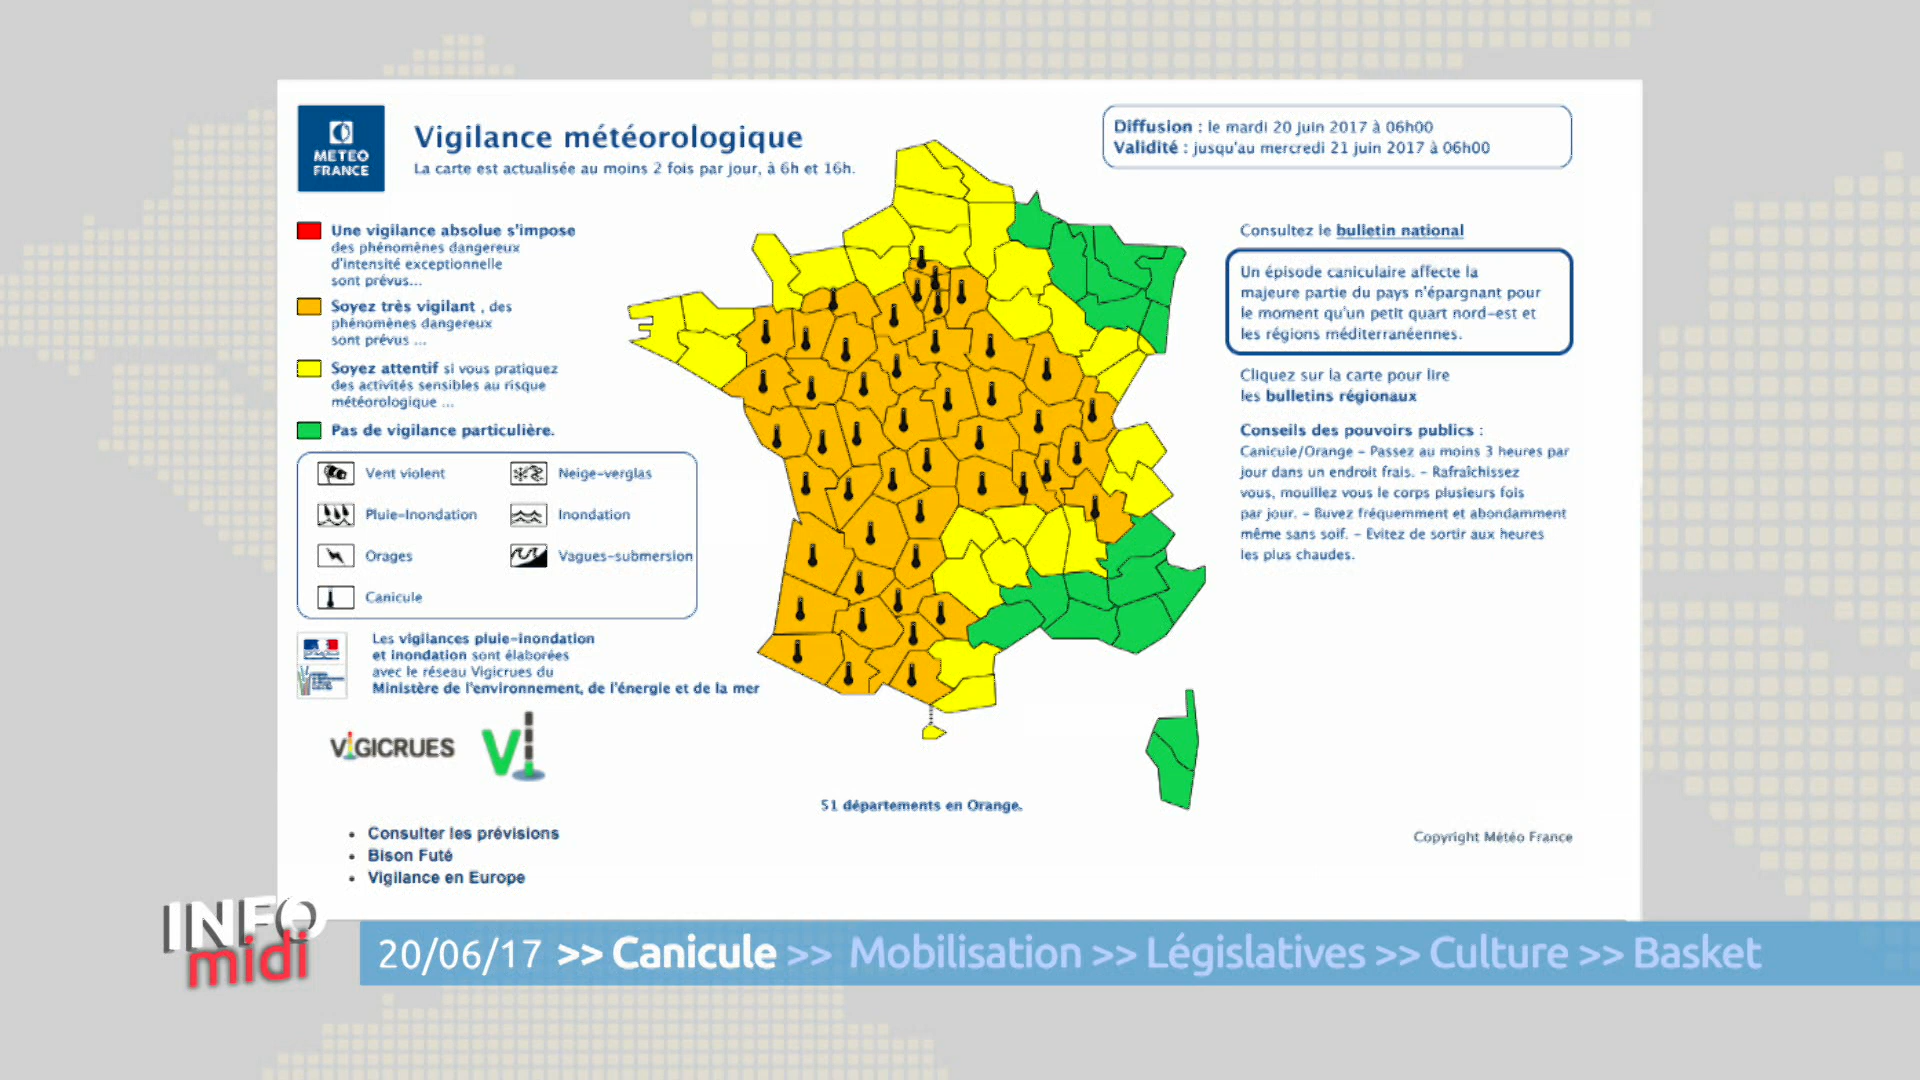 METEO
FRANCE
Vigilance météorologique
La carte est actualisée au moins 2 fois par jour, à 6h et 16h.
Diffusion : le mardi 20 juin 2017 à 06h00
Validité : jusqu'au mercredi 21 juin 2017 à 06h00
Une vigilance absolue s'impose
des phénomènes dangereux
d'intensité exceptionnelle
sont prévus...
Soyez très vigilant , des
phénomènes dangereux
sont prévus ...
Soyez attentif si vous pratiquez
des activités sensibles au risque
météorologique ...
Pas de vigilance particulière.
Vent violent
Neige-verglas
Pluie-Inondation
Inondation
Orages
Vagues-submersion
Canicule
Les vigilances pluie-inondation
et inondation sont élaborées
avec le réseau Vigicrues du
Ministère de l'environnement, de l'énergie et de la mer
VIGICRUES
Vi
Consultez le bulletin national
Un épisode caniculaire affecte la
majeure partie du pays n'épargnant pour
le moment qu'un petit quart nord-est et
les régions méditerranéennes.
Cliquez sur la carte pour lire
les bulletins régionaux
Conseils des pouvoirs publics :
Canicule/Orange - Passez au moins 3 heures par
jour dans un endroit frais. - Rafraîchissez
vous, mouillez vous le corps plusieurs fois
par jour. - Buvez fréquemment et abondamment
même sans soif. - Evitez de sortir aux heures
les plus chaudes.
51 départements en Orange.
Copyright Météo France
• Consulter les prévisions
• Bison Futé
• Vigilance en Europe
INFO
midi
20/06/17 >> Canicule >> Mobilisation >> Législatives >> Culture >> Basket